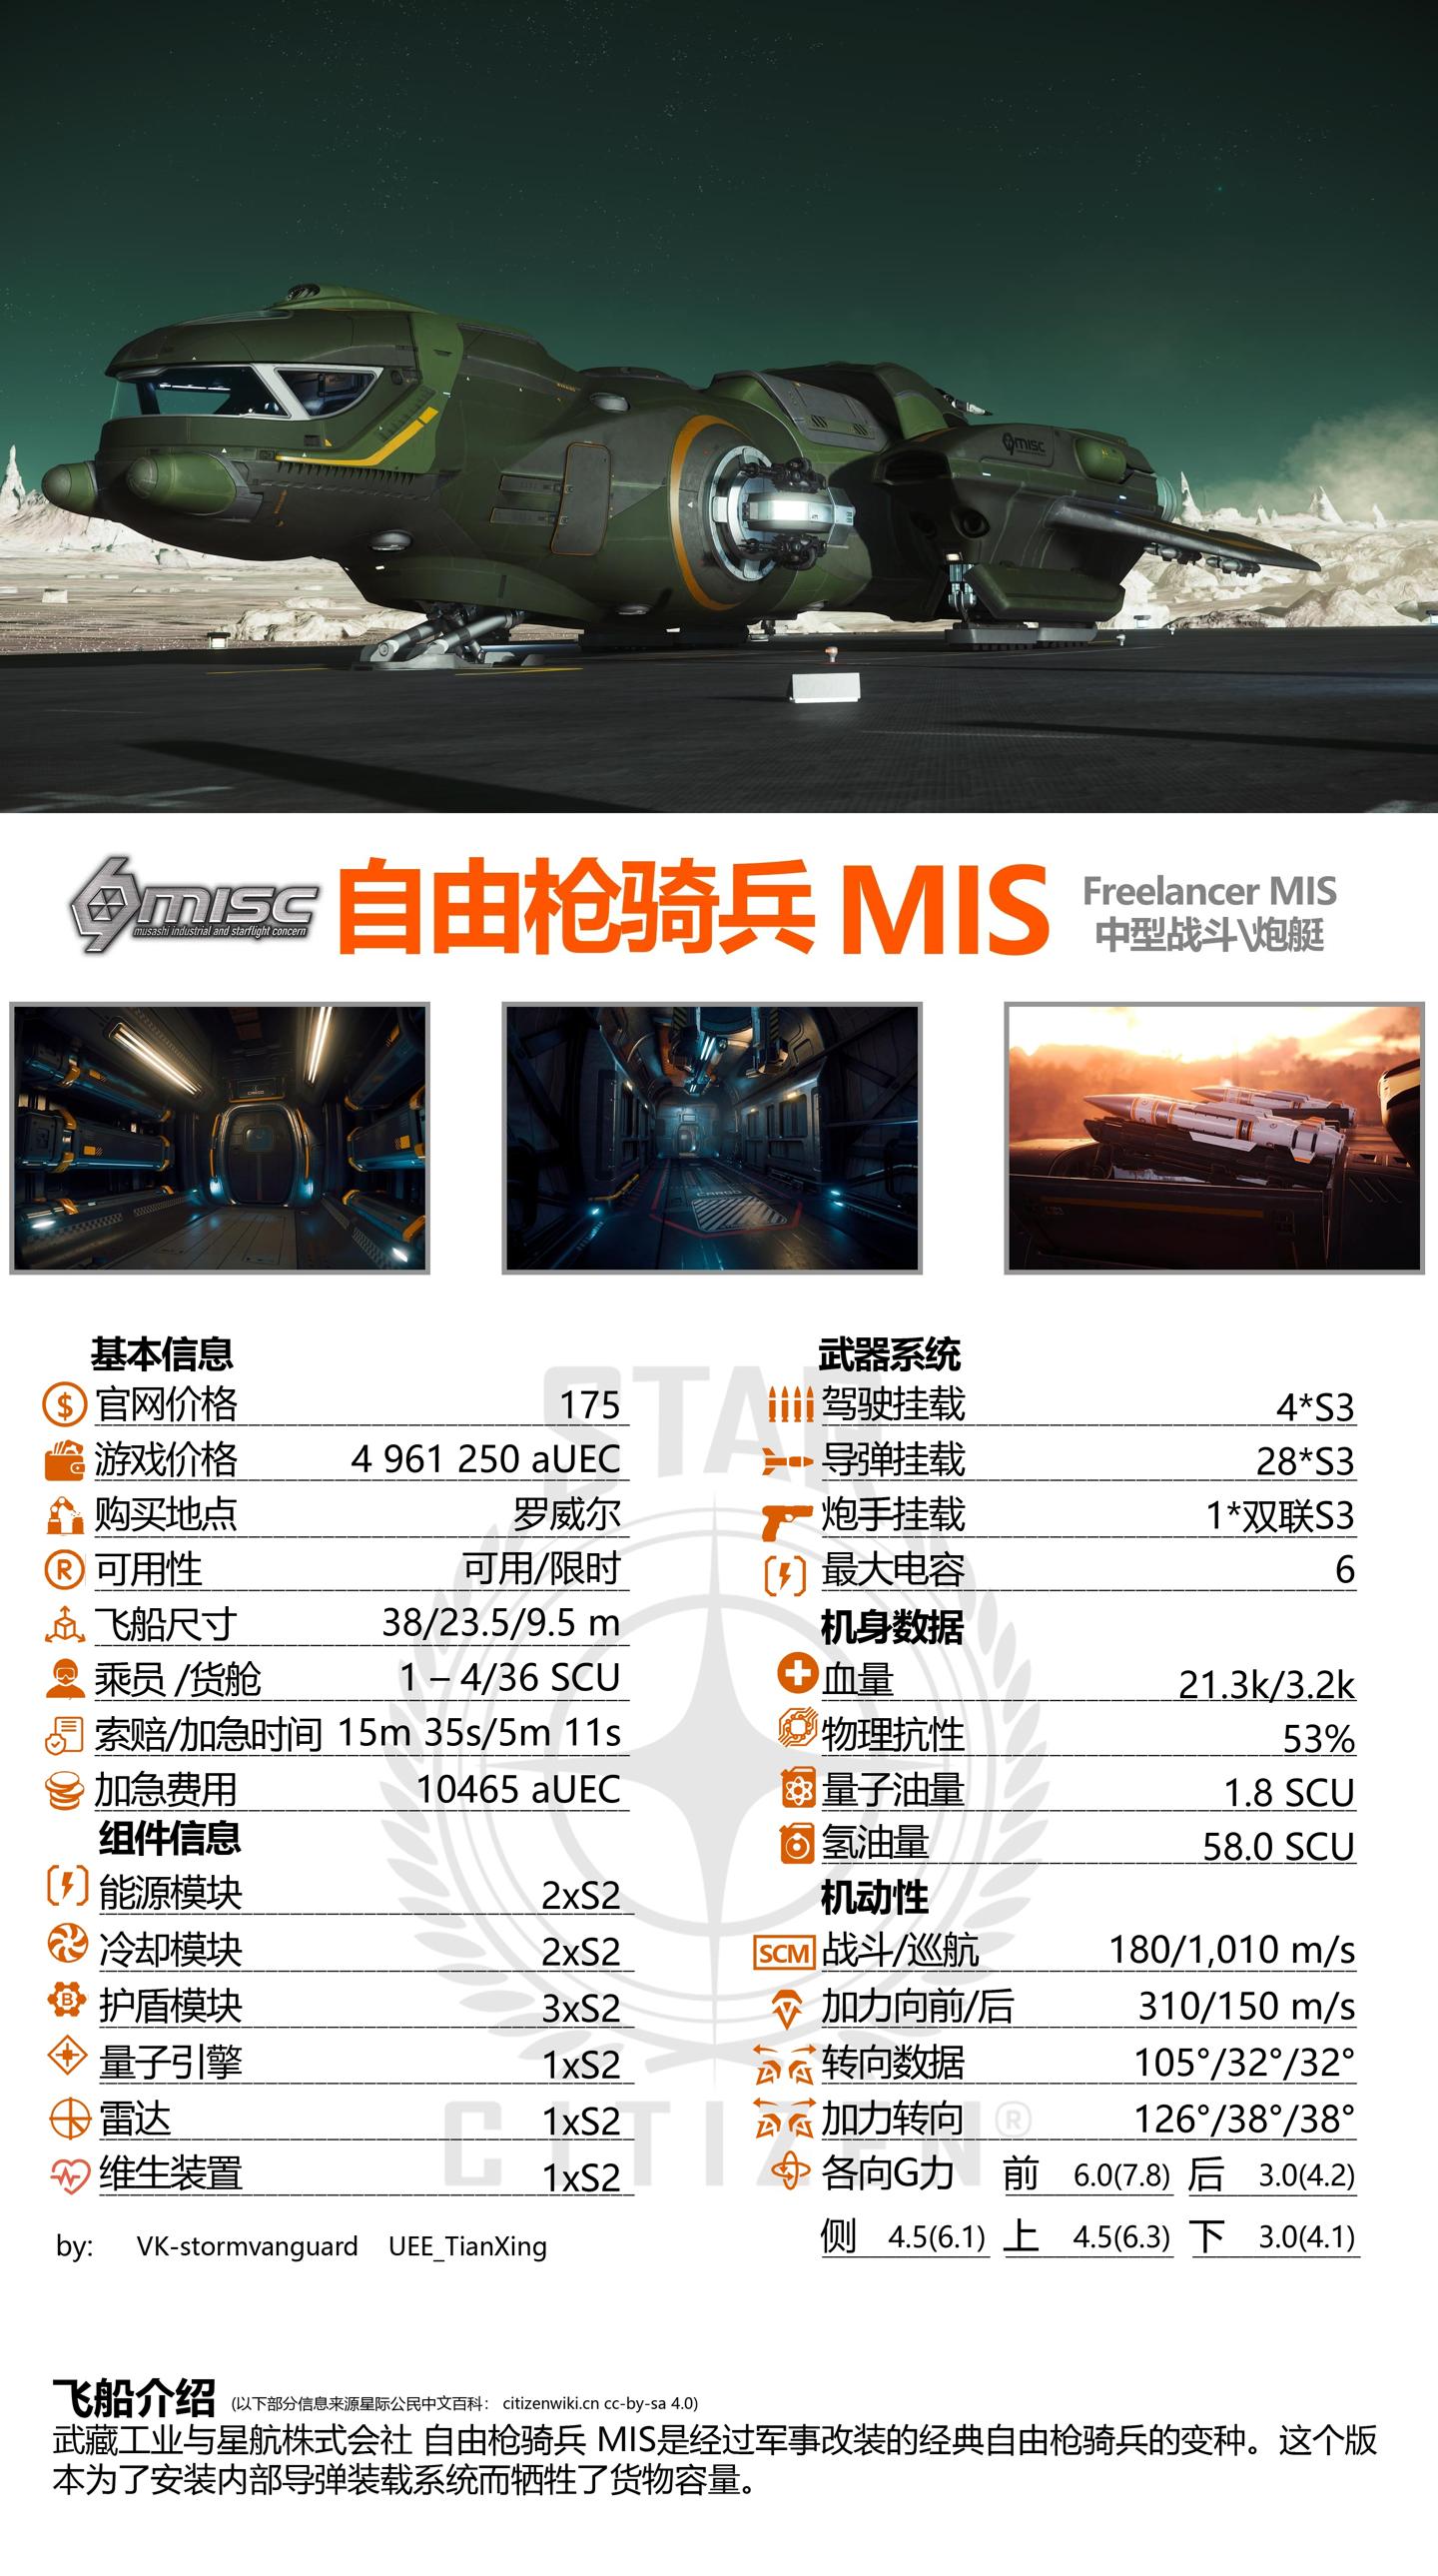 misc
misc
musashi industrial and starflight concern
自由枪骑兵 MIS
Freelancer MIS
中型战斗\炮艇
CARGO
STAR
CITIZEN®
基本信息
官网价格 175
游戏价格 4 961 250 aUEC
购买地点 罗威尔
可用性 可用/限时
飞船尺寸 38/23.5/9.5 m
乘员 /货舱 1 – 4/36 SCU
索赔/加急时间 15m 35s/5m 11s
加急费用 10465 aUEC
组件信息
能源模块 2xS2
冷却模块 2xS2
护盾模块 3xS2
量子引擎 1xS2
雷达 1xS2
维生装置 1xS2
by: VK-stormvanguard UEE_TianXing
武器系统
驾驶挂载 4*S3
导弹挂载 28*S3
炮手挂载 1*双联S3
最大电容 6
机身数据
血量 21.3k/3.2k
物理抗性 53%
量子油量 1.8 SCU
氢油量 58.0 SCU
机动性
SCM 战斗/巡航 180/1,010 m/s
加力向前/后 310/150 m/s
转向数据 105°/32°/32°
加力转向 126°/38°/38°
各向G力 前 6.0(7.8) 后 3.0(4.2)
侧 4.5(6.1) 上 4.5(6.3) 下 3.0(4.1)
飞船介绍 (以下部分信息来源星际公民中文百科： citizenwiki.cn cc-by-sa 4.0)
武藏工业与星航株式会社 自由枪骑兵 MIS是经过军事改装的经典自由枪骑兵的变种。这个版
本为了安装内部导弹装载系统而牺牲了货物容量。